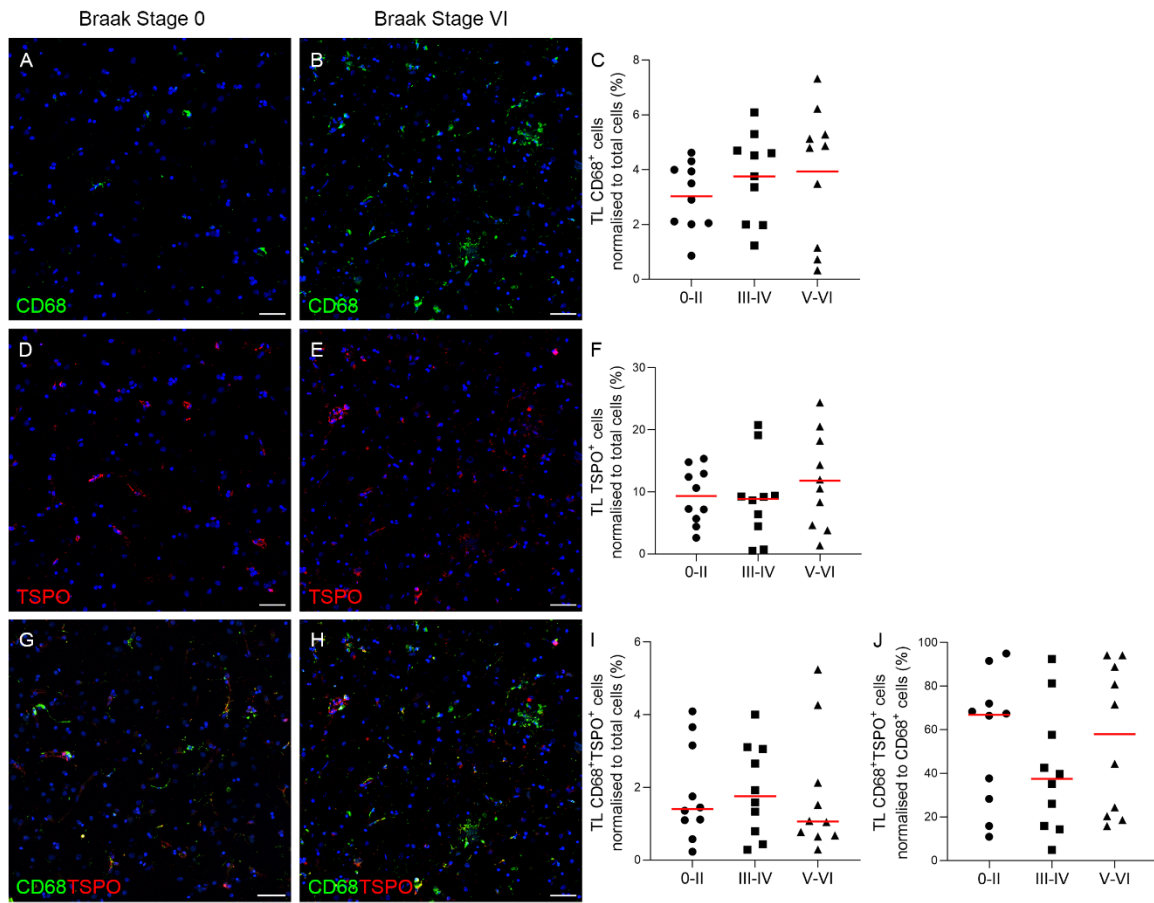 Braak Stage 0
Braak Stage VI
A
CD68
B
CD68
C
TL CD68⁺ cells
normalised to total cells (%)
8
6
4
2
0
0-II
III-IV
V-VI
D
TSPO
E
TSPO
F
TL TSPO⁺ cells
normalised to total cells (%)
30
20
10
0
0-II
III-IV
V-VI
G
CD68TSPO
H
CD68TSPO
I
TL CD68⁺TSPO⁺ cells
normalised to total cells (%)
6
4
2
0
0-II
III-IV
V-VI
J
TL CD68⁺TSPO⁺ cells
normalised to CD68⁺ cells (%)
100
80
60
40
20
0
0-II
III-IV
V-VI